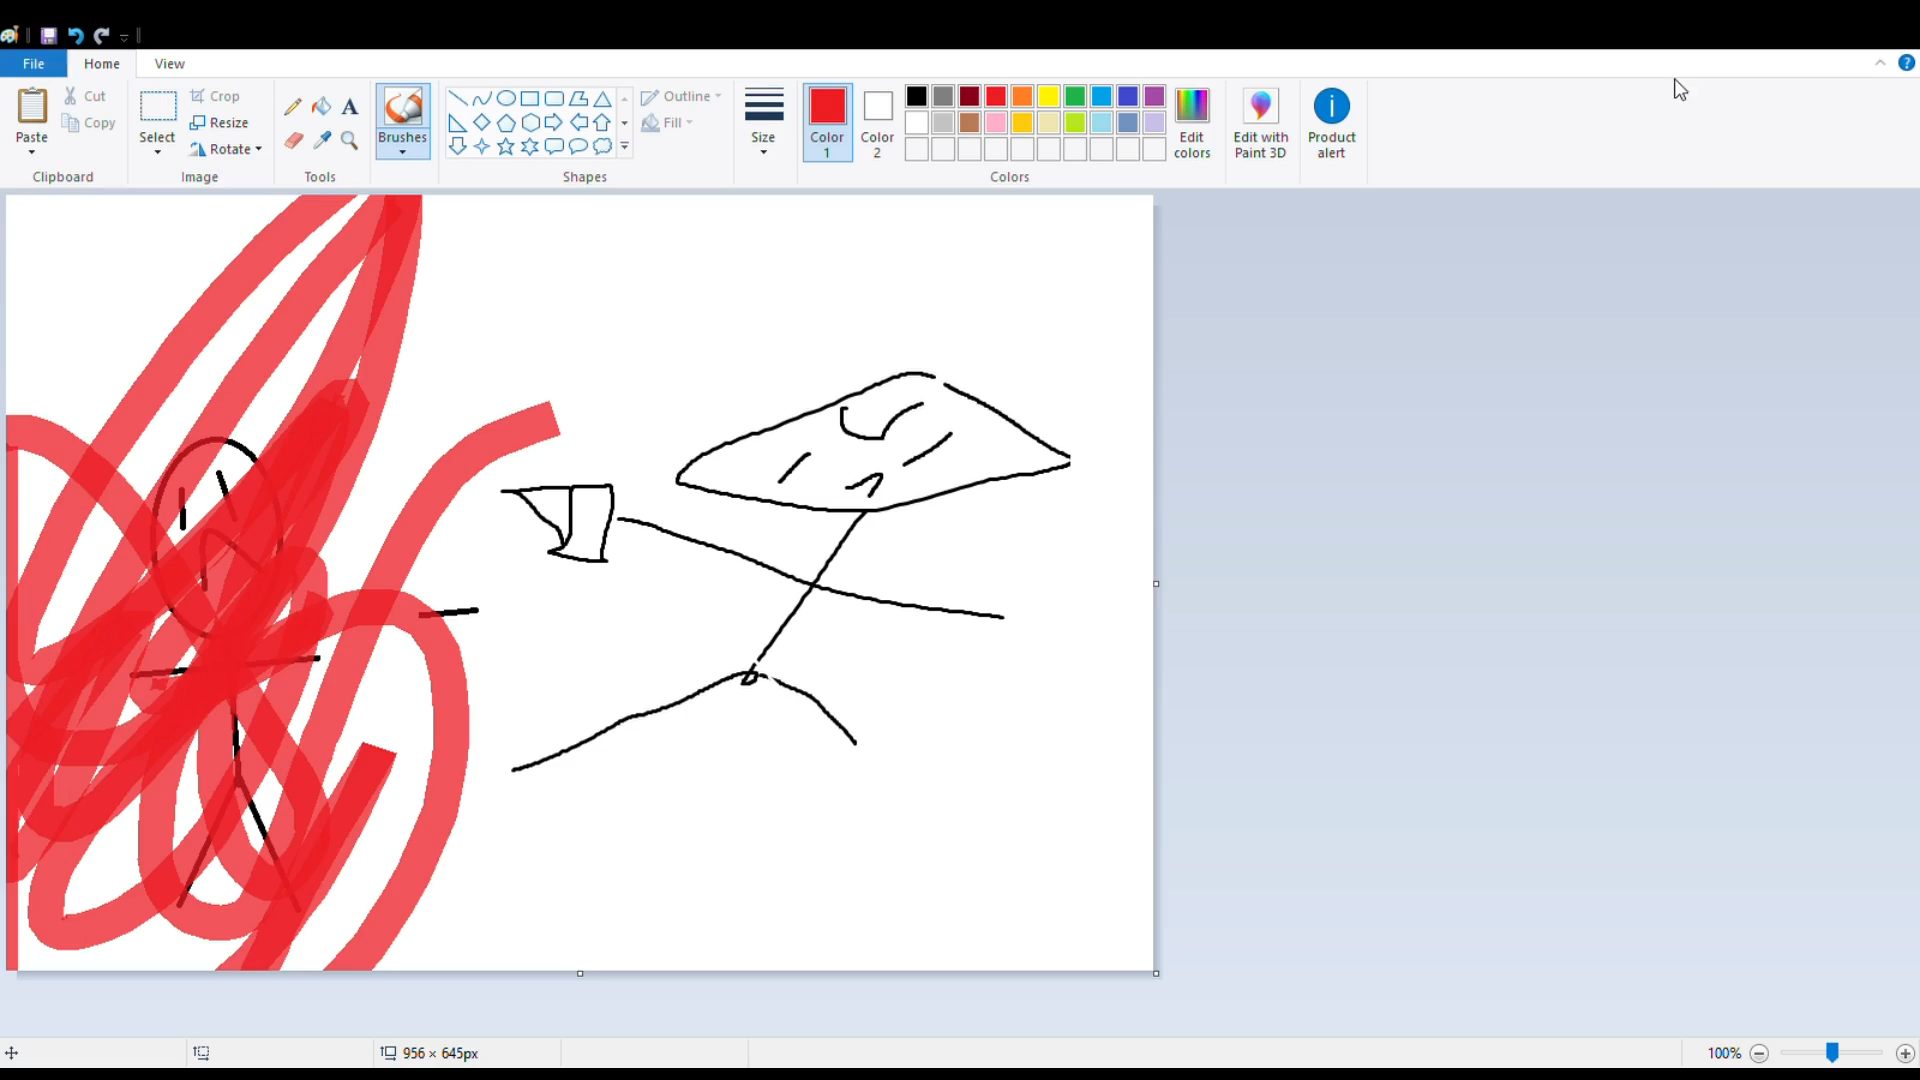 File Home View
Paste
Cut
Copy
Clipboard
Select
Crop
Resize
Rotate
Image
Tools
Brushes
Shapes
Outline
Fill
Size
Color
1
Color
2
Colors
Edit
colors
Edit with
Paint 3D
Product
alert
956 × 645px
100%